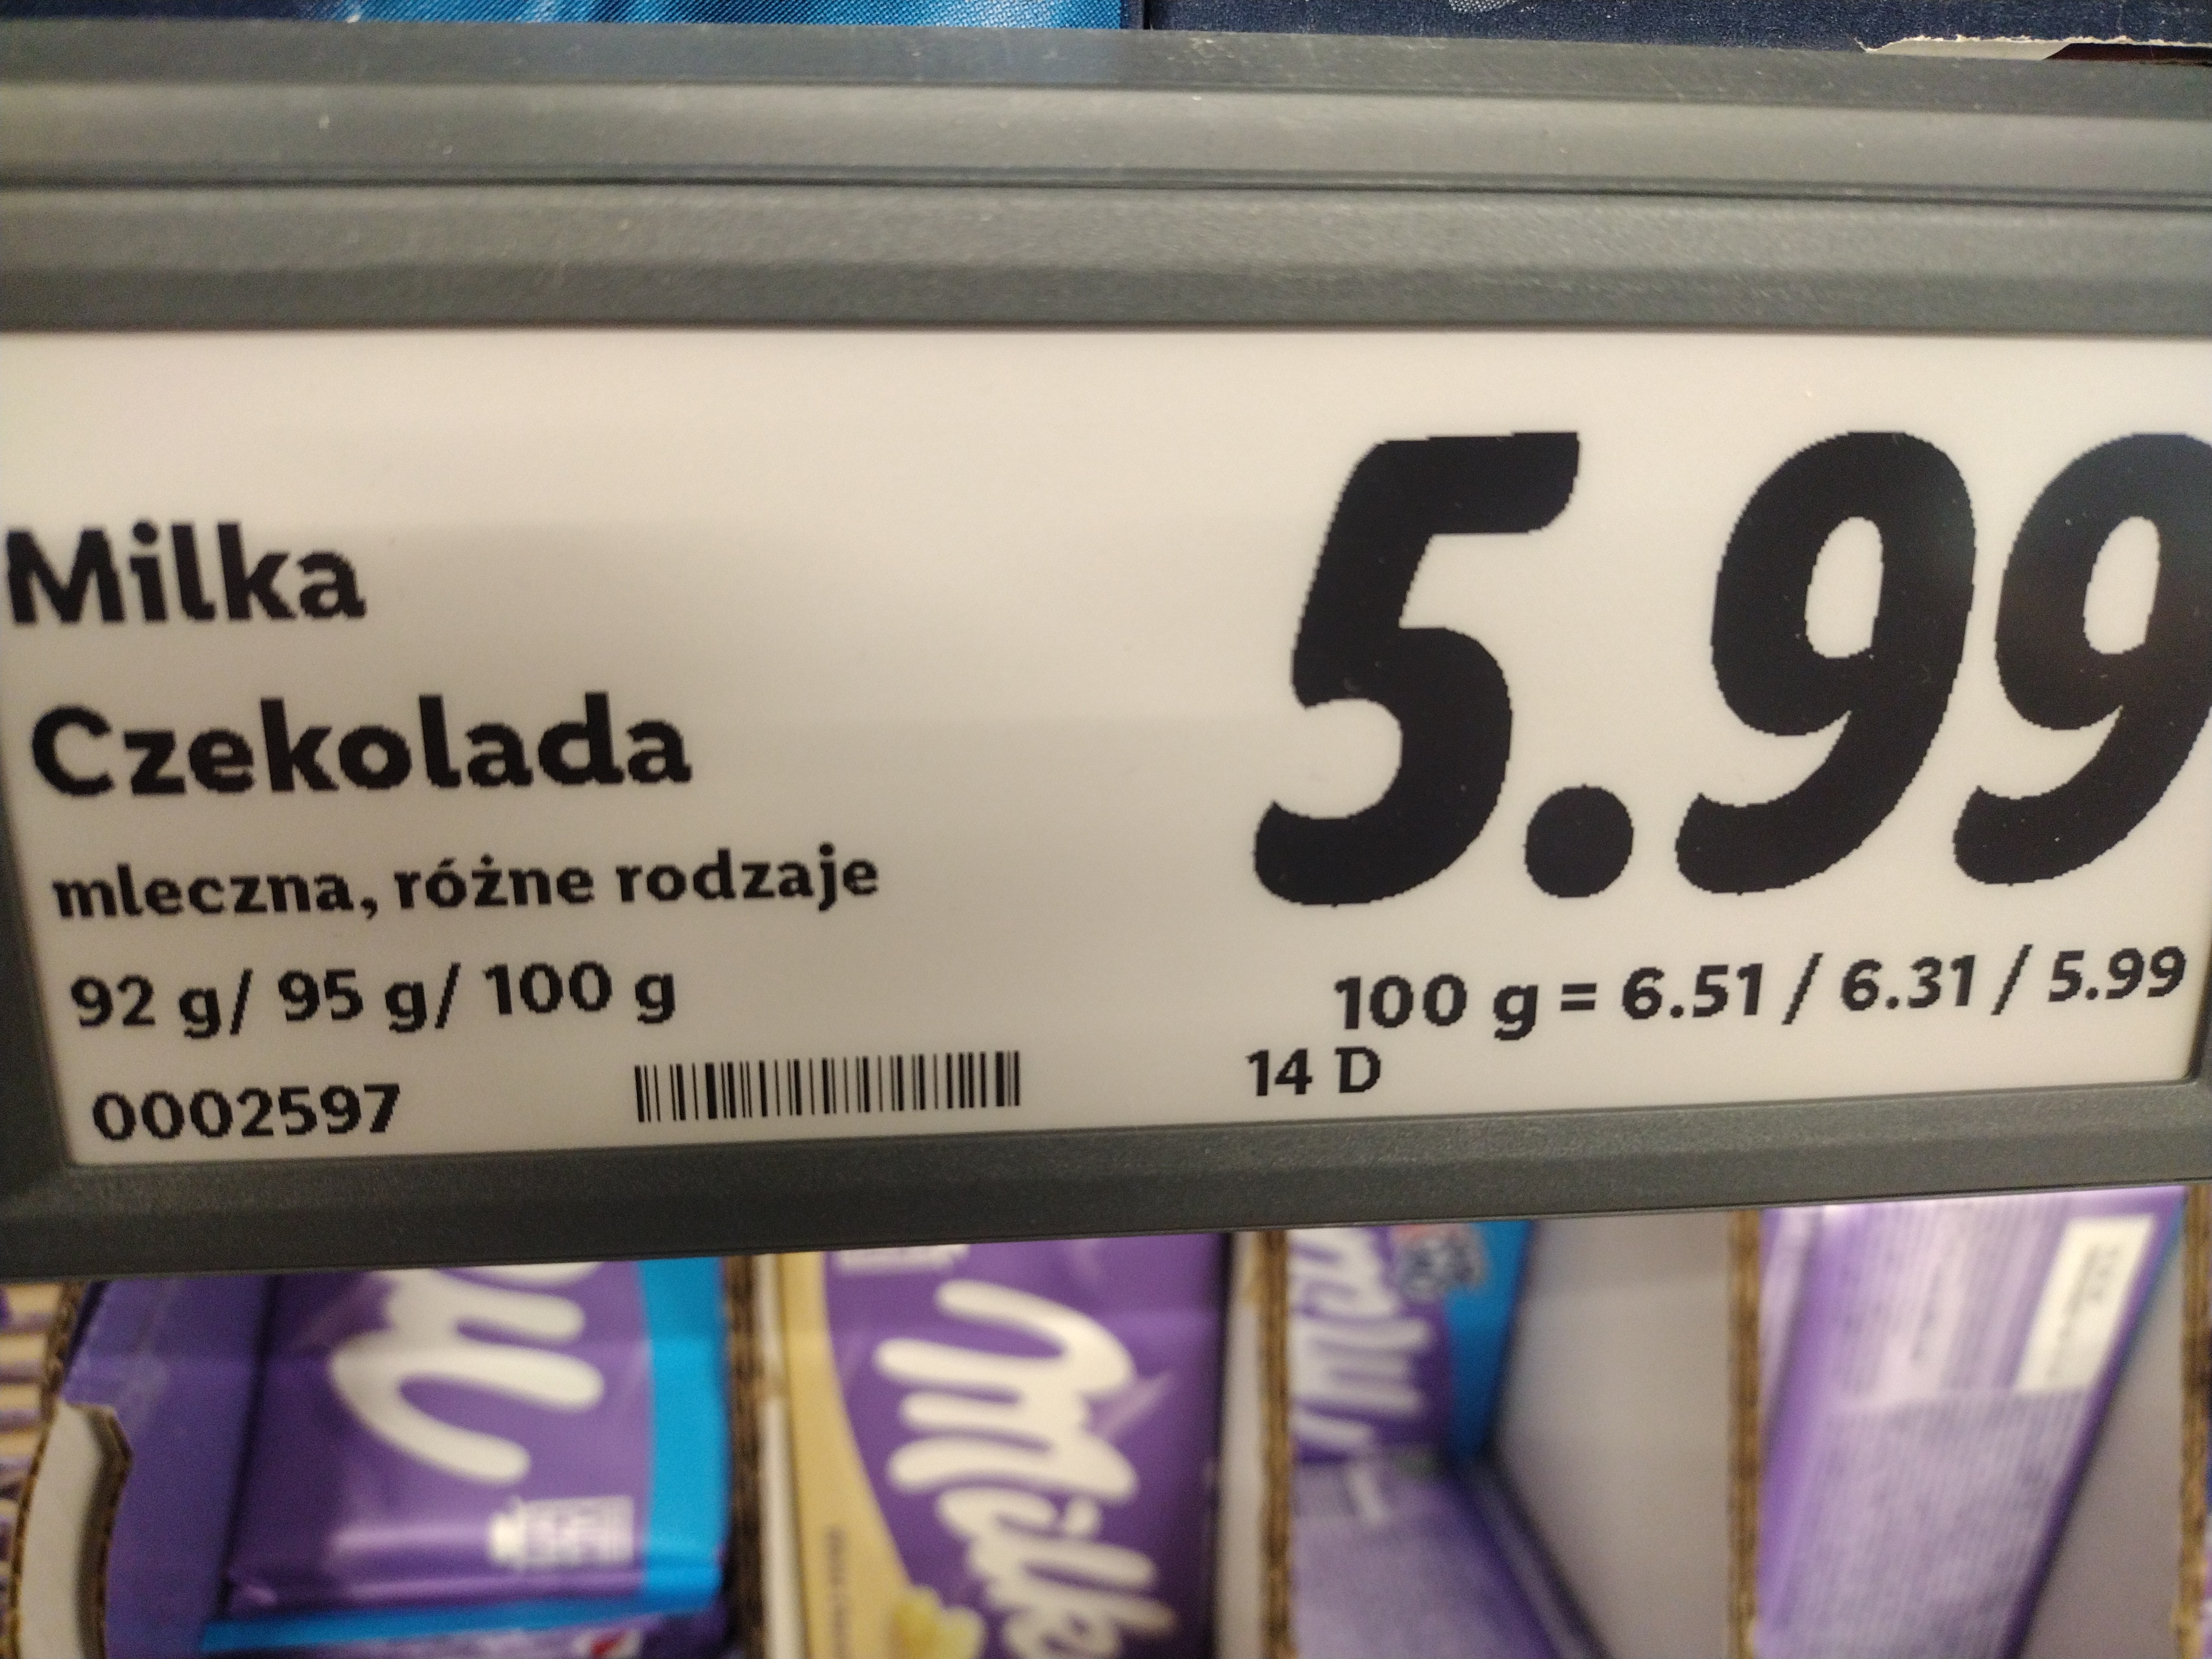 Milka
Czekolada
mleczna, różne rodzaje
92 g/ 95 g/ 100 g
0002597
5.99
100 g = 6.51 / 6.31 / 5.99
14 D
Milk